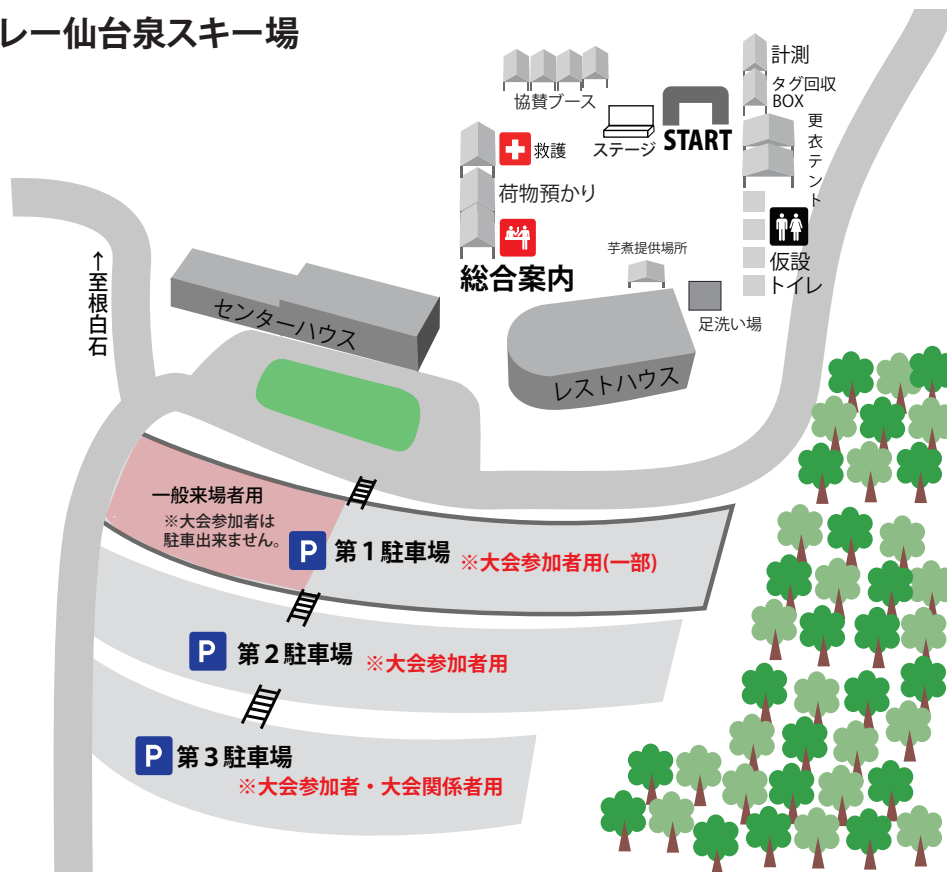 レー仙台泉スキー場
計測
タグ回収
BOX
協賛ブース
更衣テント
ステージ
START
救護
荷物預かり
総合案内
芋煮提供場所
仮設
トイレ
足洗い場
↑至根白石
センターハウス
レストハウス
一般来場者用
※大会参加者は
駐車出来ません。
P 第1駐車場 ※大会参加者用(一部)
P 第2駐車場 ※大会参加者用
P 第3駐車場
※大会参加者・大会関係者用